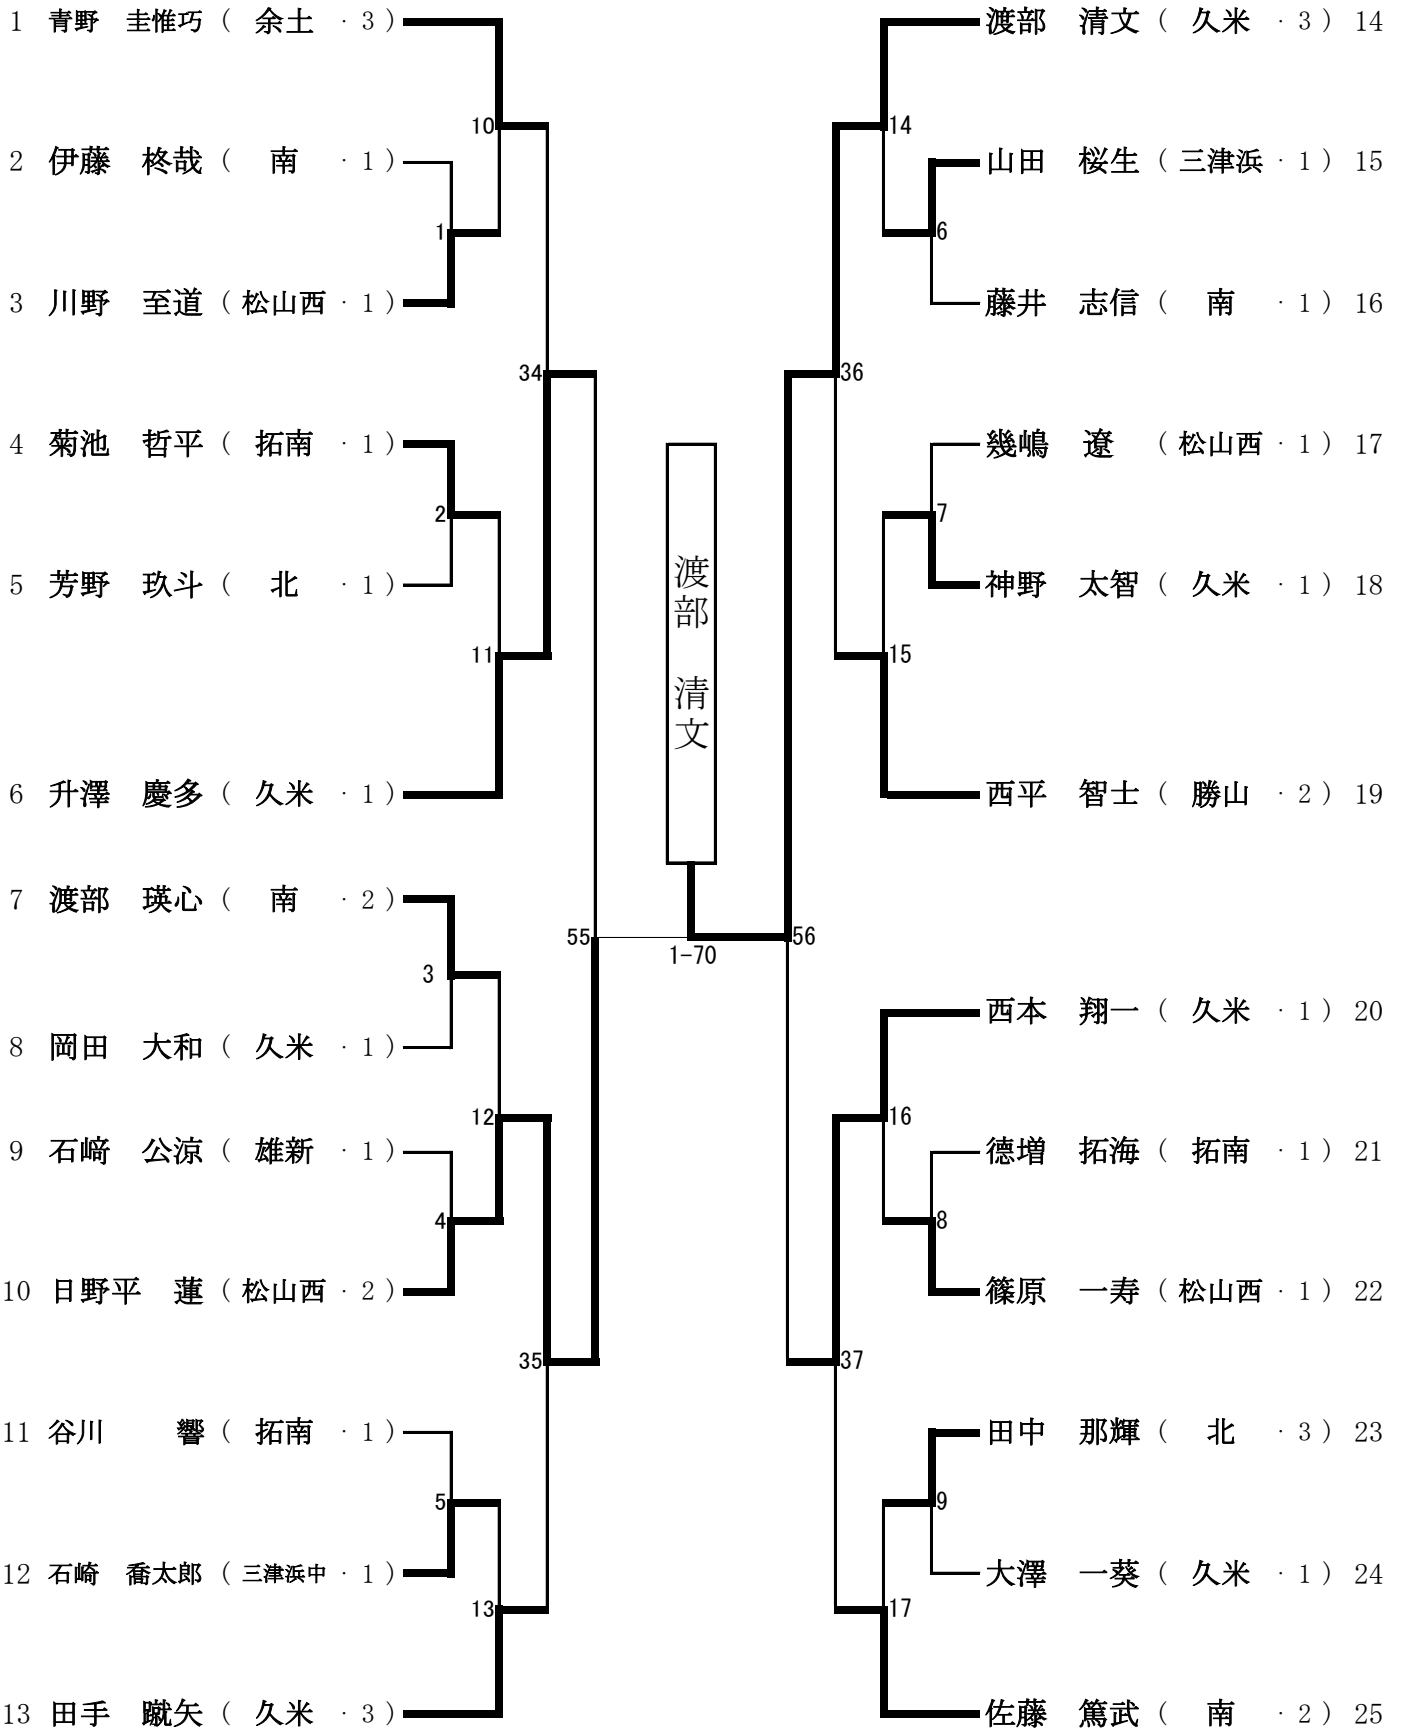 1 青野 圭惟巧 ( 余土 · 3 )
10
2 伊藤 柊哉 ( 南 · 1 )
1
3 川野 至道 ( 松山西 · 1 )
34
4 菊池 哲平 ( 拓南 · 1 )
2
5 芳野 玖斗 ( 北 · 1 )
11
6 升澤 慶多 ( 久米 · 1 )
7 渡部 瑛心 ( 南 · 2 )
55
3
8 岡田 大和 ( 久米 · 1 )
12
9 石﨑 公涼 ( 雄新 · 1 )
4
10 日野平 蓮 ( 松山西 · 2 )
35
11 谷川 響 ( 拓南 · 1 )
5
12 石崎 喬太郎 ( 三津浜中 · 1 )
13
13 田手 蹴矢 ( 久米 · 3 )
渡部 清文
1-70
渡部 清文 ( 久米 · 3 ) 14
14
山田 桜生 ( 三津浜 · 1 ) 15
6
藤井 志信 ( 南 · 1 ) 16
36
幾嶋 遼 ( 松山西 · 1 ) 17
7
神野 太智 ( 久米 · 1 ) 18
15
西平 智士 ( 勝山 · 2 ) 19
56
西本 翔一 ( 久米 · 1 ) 20
16
德増 拓海 ( 拓南 · 1 ) 21
8
篠原 一寿 ( 松山西 · 1 ) 22
37
田中 那輝 ( 北 · 3 ) 23
9
大澤 一葵 ( 久米 · 1 ) 24
17
佐藤 篤武 ( 南 · 2 ) 25